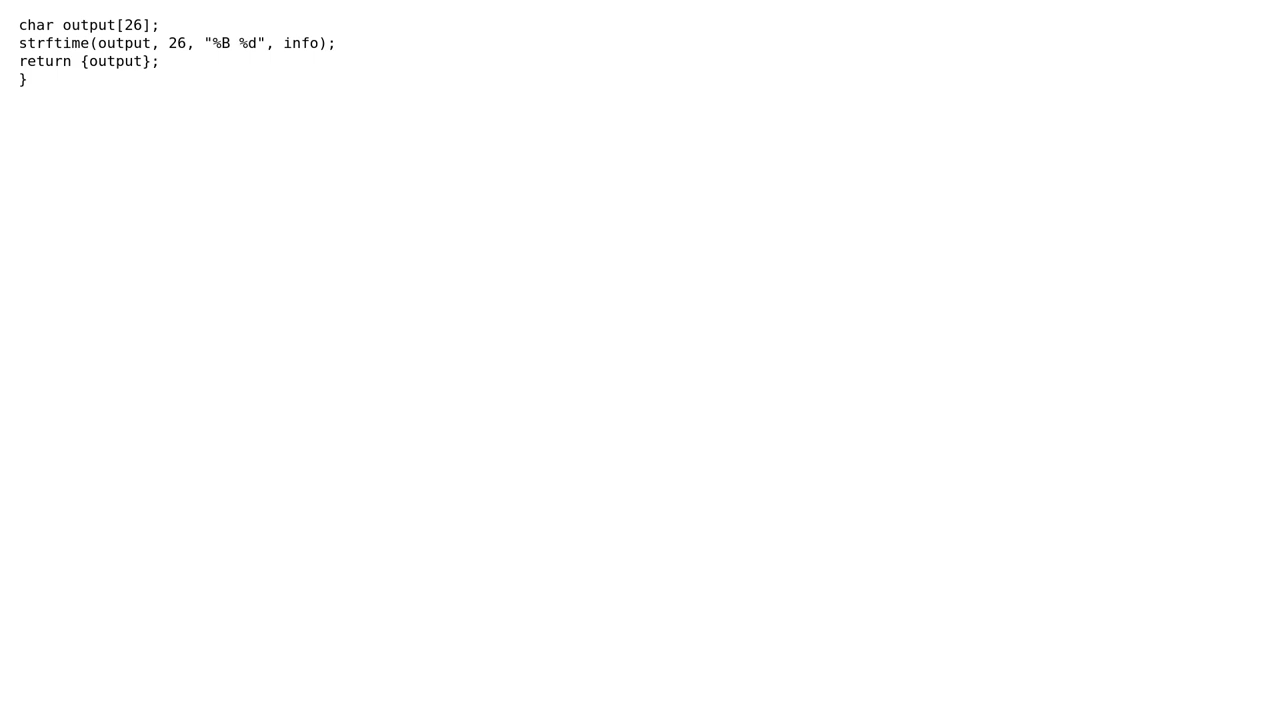 char output[26];
strftime(output, 26, "%B %d", info);
return {output};
}